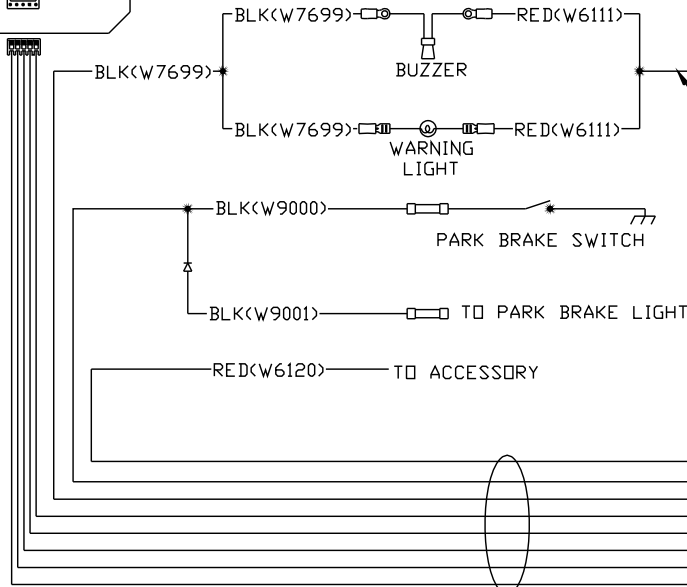 BLK(W7699) RED(W6111)
BUZZER
BLK(W7699)
BLK(W7699) RED(W6111)
WARNING
LIGHT
BLK(W9000)
PARK BRAKE SWITCH
BLK(W9001) TO PARK BRAKE LIGHT
RED(W6120) TO ACCESSORY